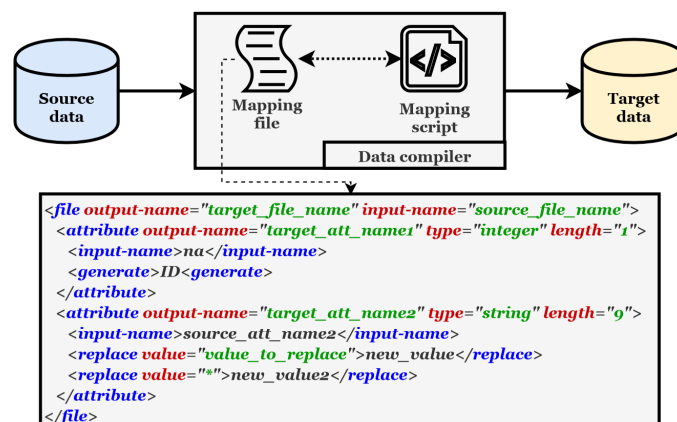 Source
data
Mapping
file
</>
Mapping
script
Data compiler
Target
data
<file output-name="target_file_name" input-name="source_file_name">
<attribute output-name="target_att_name1" type="integer" length="1">
<input-name>na</input-name>
<generate>ID<generate>
</attribute>
<attribute output-name="target_att_name2" type="string" length="9">
<input-name>source_att_name2</input-name>
<replace value="value_to_replace">new_value</replace>
<replace value="*">new_value2</replace>
</attribute>
</file>